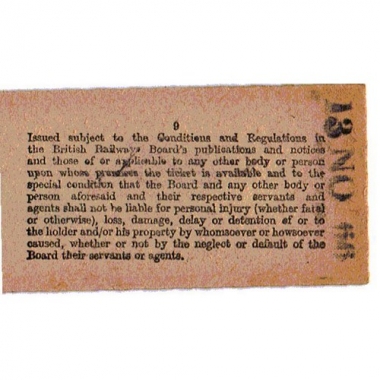 9
Issued subject to the Conditions and Regulations in
the British Railways Board's publications and notices
and those of or applicable to any other body or person
upon whose premises the ticket is available and to the
special condition that the Board and any other body or
person aforesaid and their respective servants and
agents shall not be liable for personal injury (whether fatal
or otherwise), loss, damage, delay or detention of or to
the holder and/or his property by whomsoever or howsoever
caused, whether or not by the neglect or default of the
Board their servants or agents.
13 NO 66